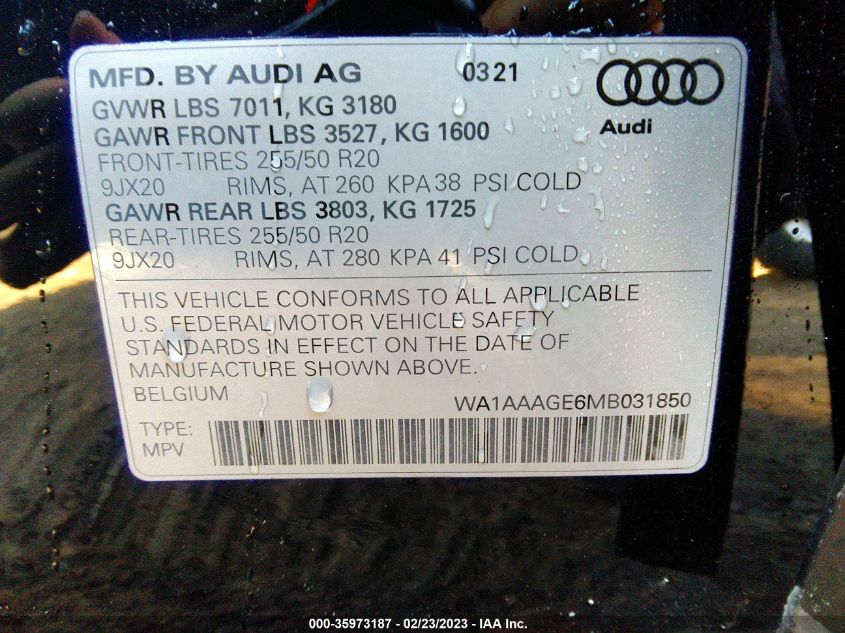 MFD. BY AUDI AG 0321
GVWR LBS 7011, KG 3180
GAWR FRONT LBS 3527, KG 1600
Audi
FRONT-TIRES 255/50 R20
9JX20 RIMS, AT 260 KPA 38 PSI COLD
GAWR REAR LBS 3803, KG 1725
REAR-TIRES 255/50 R20
9JX20 RIMS, AT 280 KPA 41 PSI COLD
THIS VEHICLE CONFORMS TO ALL APPLICABLE
U.S. FEDERAL MOTOR VEHICLE SAFETY
STANDARDS IN EFFECT ON THE DATE OF
MANUFACTURE SHOWN ABOVE.
BELGIUM WA1AAAGE6MB031850
TYPE:
MPV
000-35973187 - 02/23/2023 - IAA Inc.